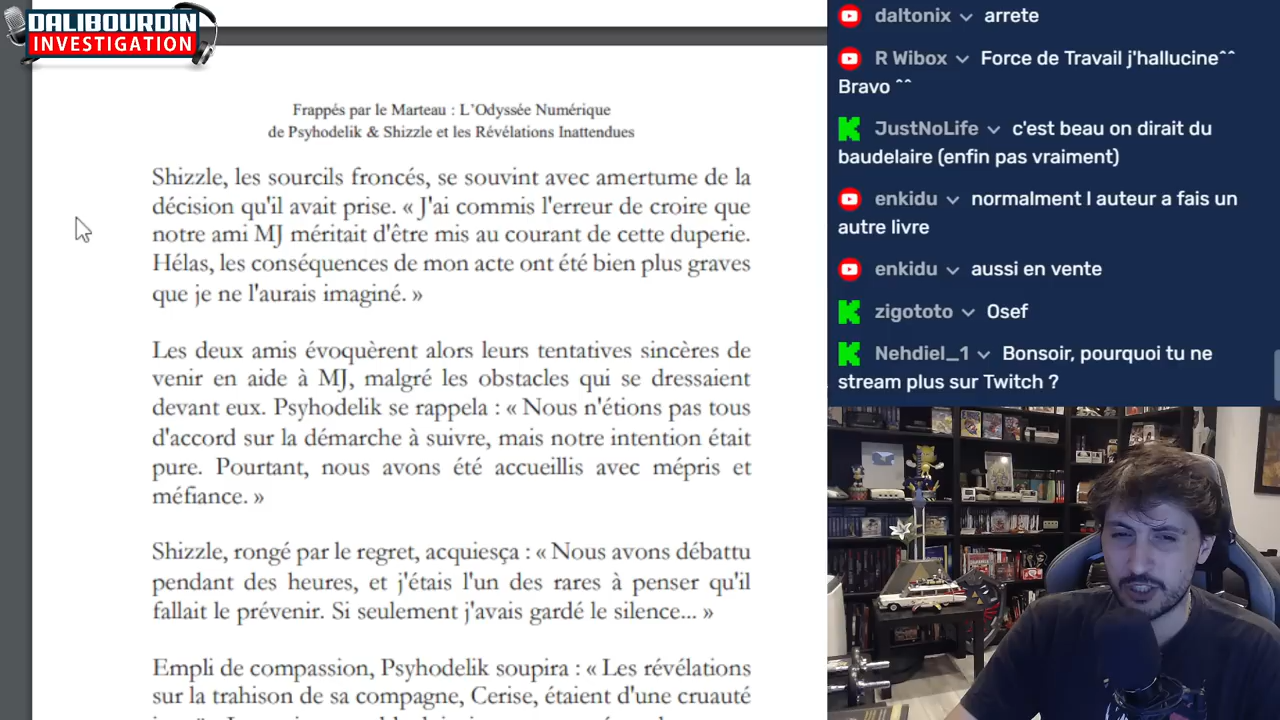 DALIBOURDIN
INVESTIGATION
Frappés par le Marteau : L'Odyssée Numérique
de Psyhodelik & Shizzle et les Révélations Inattendues
Shizzle, les sourcils froncés, se souvint avec amertume de la
décision qu'il avait prise. « J'ai commis l'erreur de croire que
notre ami MJ méritait d'être mis au courant de cette duperie.
Hélas, les conséquences de mon acte ont été bien plus graves
que je ne l'aurais imaginé. »
Les deux amis évoquèrent alors leurs tentatives sincères de
venir en aide à MJ, malgré les obstacles qui se dressaient
devant eux. Psyhodelik se rappela : « Nous n'étions pas tous
d'accord sur la démarche à suivre, mais notre intention était
pure. Pourtant, nous avons été accueillis avec mépris et
méfiance. »
Shizzle, rongé par le regret, acquiesça : « Nous avons débattu
pendant des heures, et j'étais l'un des rares à penser qu'il
fallait le prévenir. Si seulement j'avais gardé le silence... »
Empli de compassion, Psyhodelik soupira : « Les révélations
sur la trahison de sa compagne, Cerise, étaient d'une cruauté
daltonix arrete
R Wibox Force de Travail j'hallucine^^
Bravo ^^
JustNoLife c'est beau on dirait du
baudelaire (enfin pas vraiment)
enkidu normalment l auteur a fais un
autre livre
enkidu aussi en vente
zigototo Osef
Nehdiel_1 Bonsoir, pourquoi tu ne
stream plus sur Twitch ?